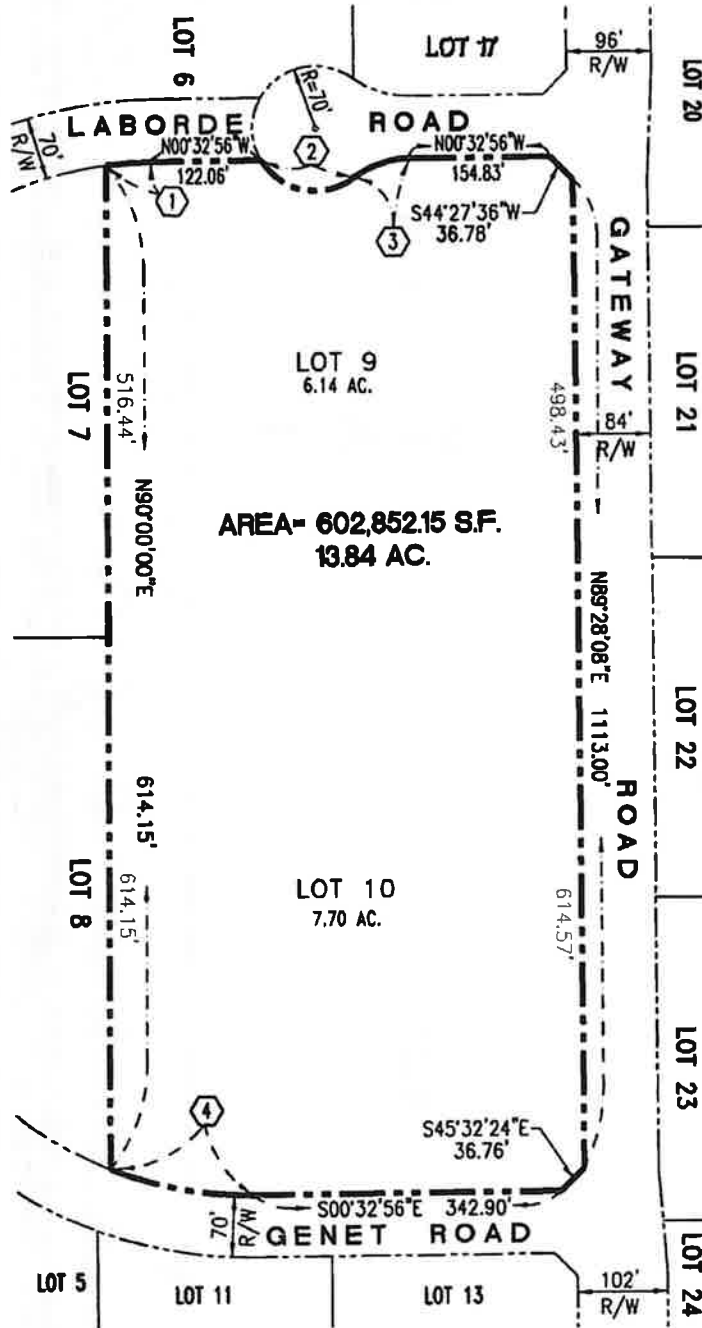 LOT 6
LOT 17
96'
R/W
LOT 20
70'
R/W
R=70'
LABORDE ROAD
N00°32'56"W
122.06'
1
2
3
N00°32'56"W
154.83'
S44°27'36"W
36.78'
GATEWAY ROAD
LOT 9
6.14 AC.
LOT 7
516.44'
498.43'
84'
R/W
LOT 21
N90°00'00"E
AREA= 602,852.15 S.F.
13.84 AC.
N89°28'08"E 1113.00'
LOT 22
614.15'
LOT 8
614.15'
LOT 10
7.70 AC.
614.57'
LOT 23
4
S45°32'24"E
36.76'
S00°32'56"E 342.90'
70'
R/W
GENET ROAD
LOT 5
LOT 11
LOT 13
102'
R/W
LOT 24